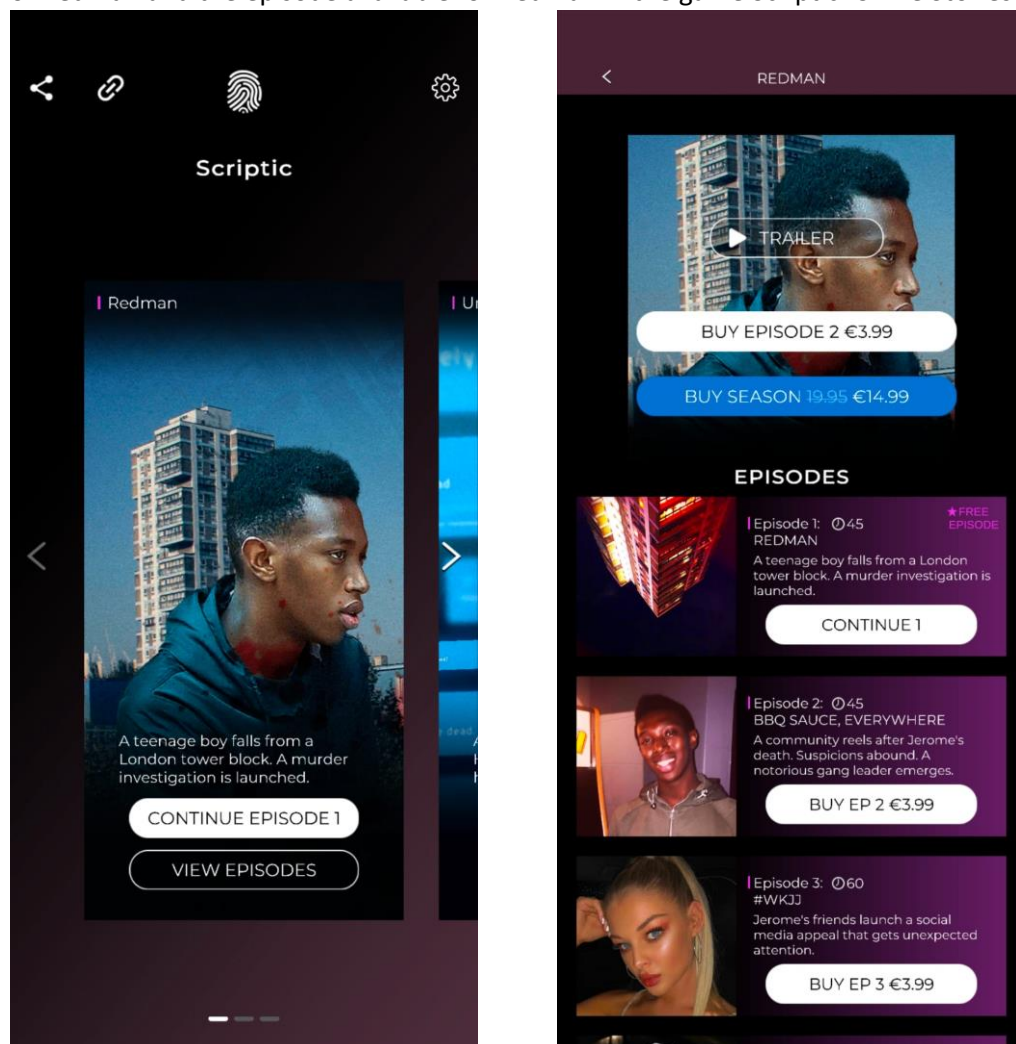 Scriptic
Redman
A teenage boy falls from a
London tower block. A murder
investigation is launched.
CONTINUE EPISODE 1
VIEW EPISODES
REDMAN
TRAILER
BUY EPISODE 2 €3.99
BUY SEASON 19.95 €14.99
EPISODES
Episode 1: 45
★FREE
EPISODE
REDMAN
A teenage boy falls from a London
tower block. A murder investigation is
launched.
CONTINUE 1
Episode 2: 45
BBQ SAUCE, EVERYWHERE
A community reels after Jerome's
death. Suspicions abound. A
notorious gang leader emerges.
BUY EP 2 €3.99
Episode 3: 60
#WKJJ
Jerome's friends launch a social
media appeal that gets unexpected
attention.
BUY EP 3 €3.99